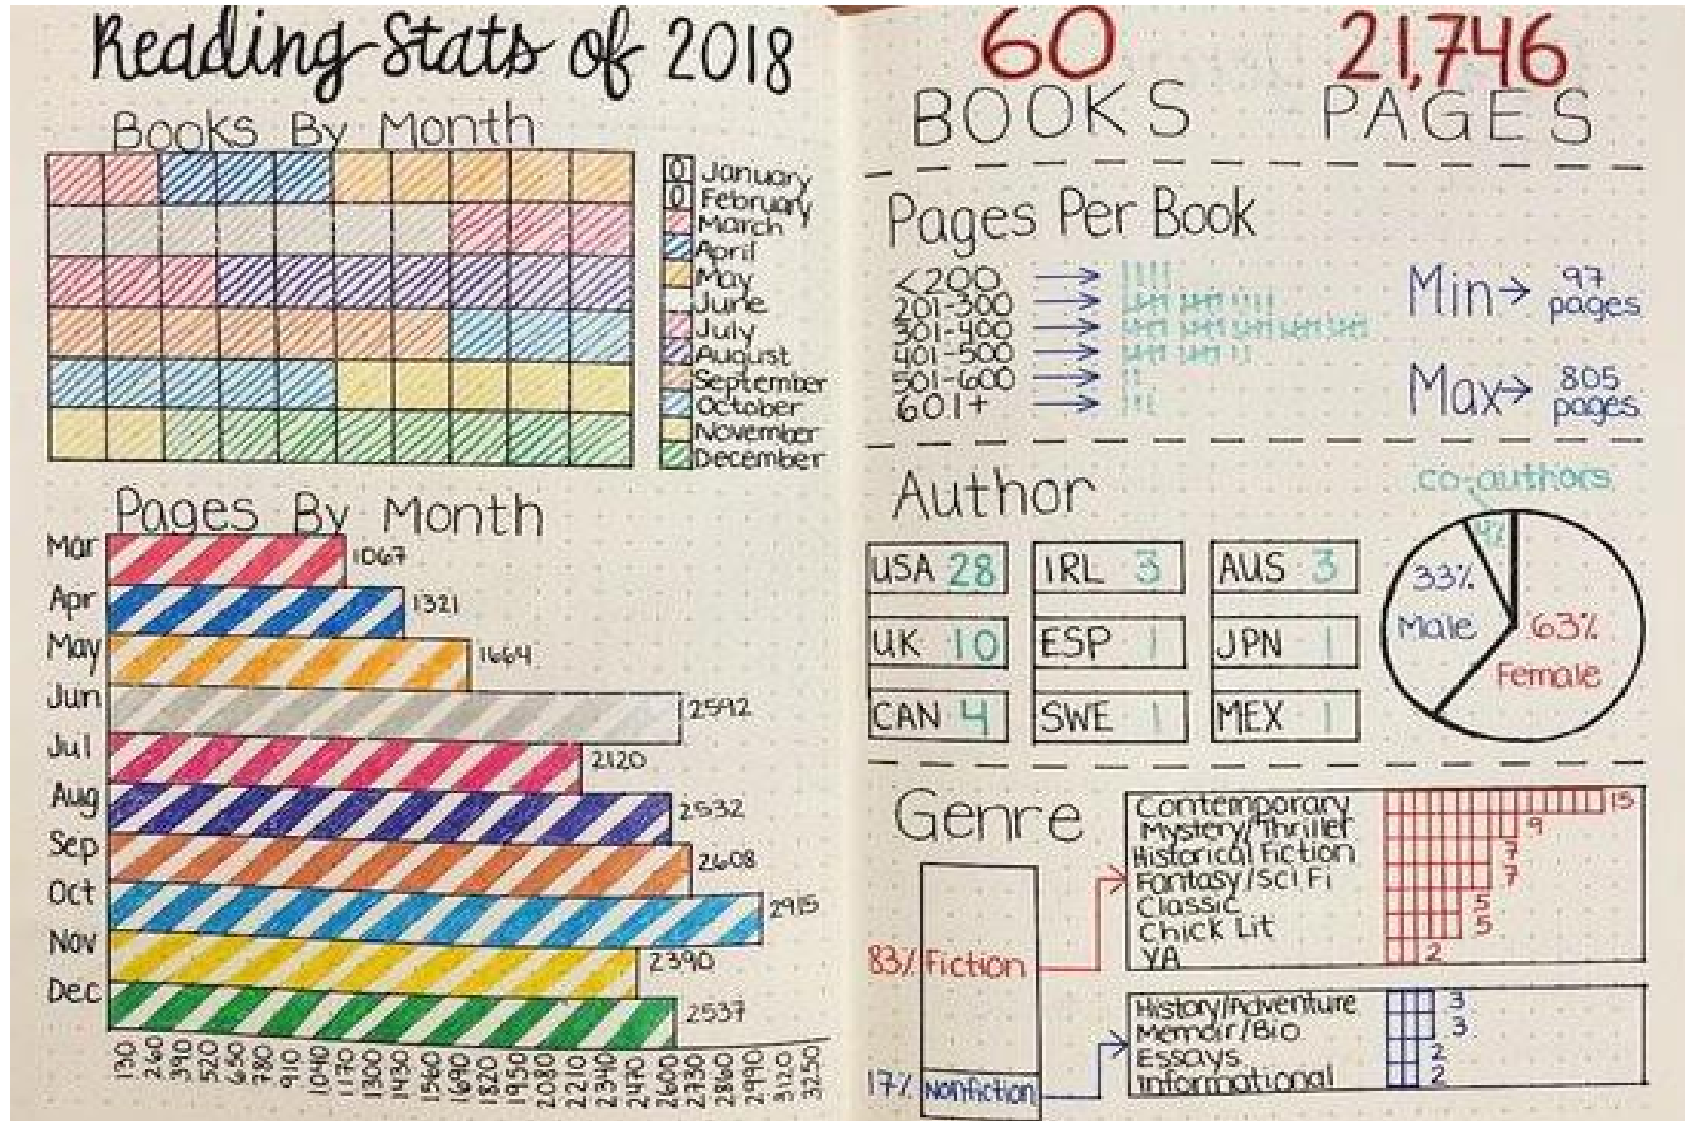 Reading Stats of 2018
Books By Month
0 January
0 February
March
April
May
June
July
August
September
October
November
December
Pages By Month
Mar 1067
Apr 1321
May 1664
Jun 2592
Jul 2120
Aug 2532
Sep 2608
Oct 2915
Nov 2390
Dec 2537
130 260 390 520 650 780 910 1040 1170 1300 1430 1560 1690 1820 1950 2080 2210 2340 2470 2600 2730 2860 2990 3120 3250
60 21,746
BOOKS PAGES
Pages Per Book
<200
201-300
301-400
401-500
501-600
601+
Min → 97 pages
Max → 805 pages
Author
USA 28 IRL 3 AUS 3
UK 10 ESP 1 JPN 1
CAN 4 SWE 1 MEX 1
co-authors
4%
33%
Male
63%
Female
Genre
83% Fiction
17% Nonfiction
Contemporary 15
Mystery/Thriller 9
Historical Fiction 7
Fantasy/Sci Fi 7
Classic 5
Chick Lit 5
YA 2
History/Adventure 3
Memoir/Bio 3
Essays 2
Informational 2